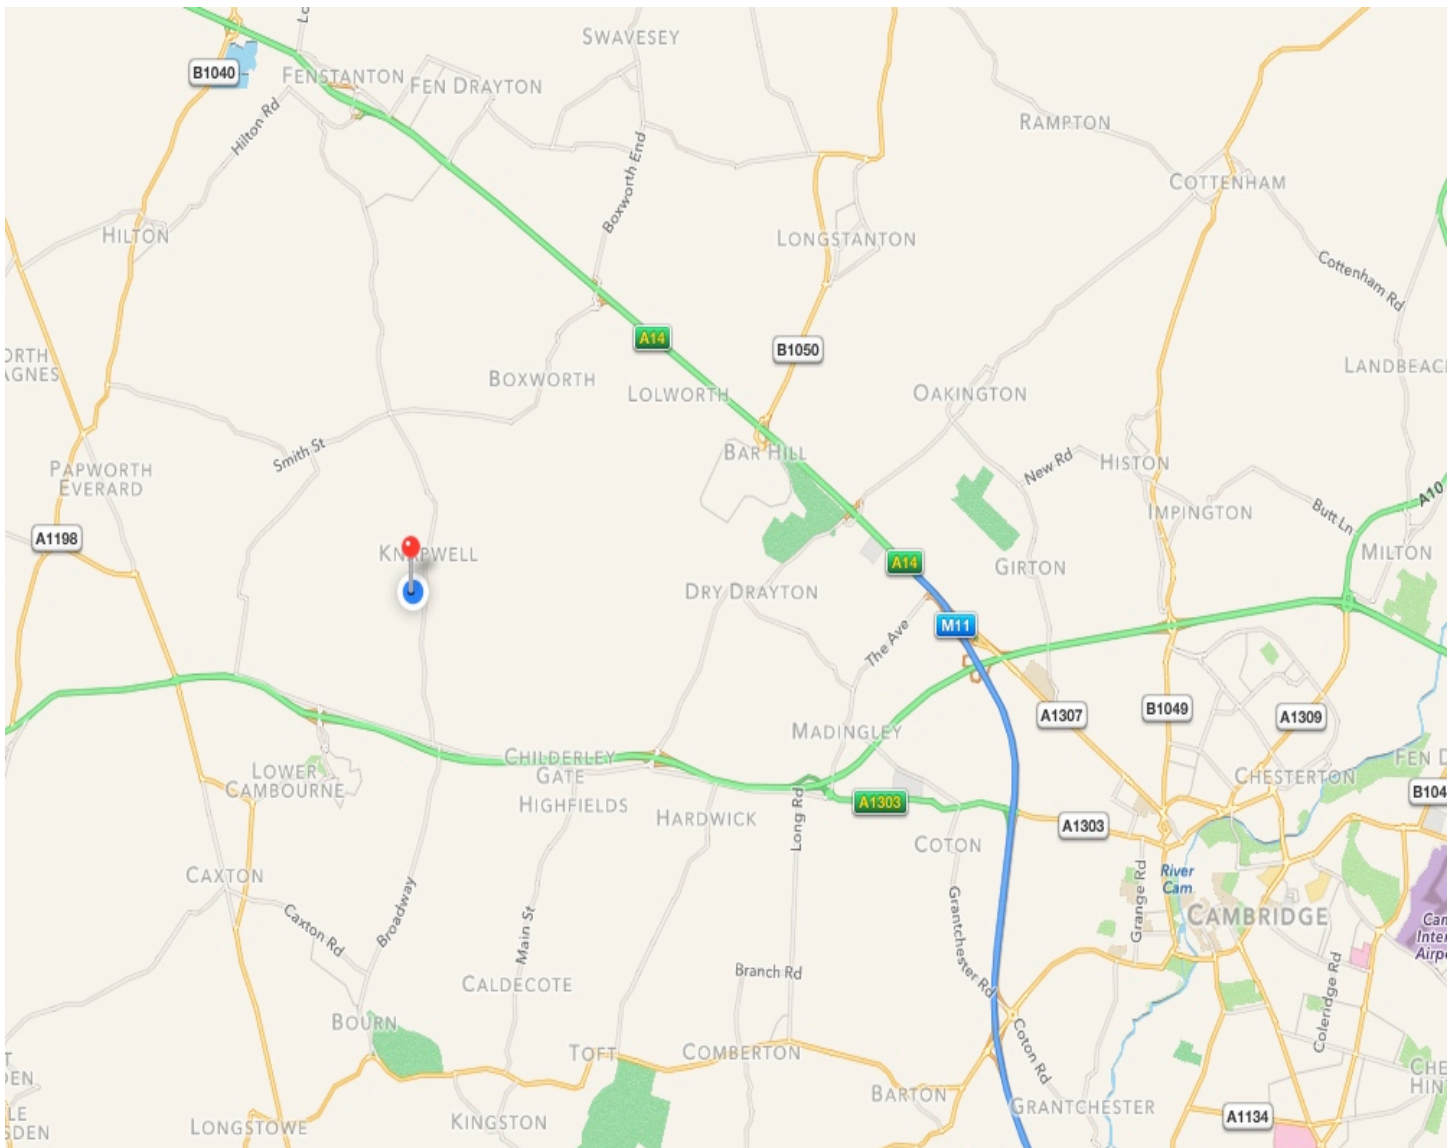 SWAVESEY
B1040
FENSTANTON
FEN DRAYTON
Hilton Rd
RAMPTON
Boxworth End
COTTENHAM
HILTON
LONGSTANTON
Cottenham Rd
A14
B1050
BOXWORTH
LOLWORTH
OAKINGTON
Smith St
BAR HILL
New Rd
HISTON
PAPWORTH
EVERARD
A10
IMPINGTON
Butt Ln
A1198
KNAPWELL
MILTON
A14
GIRTON
DRY DRAYTON
M11
The Ave
B1049
A1307
A1309
MADINGLEY
CHILDERLEY
GATE
LOWER
CAMBOURNE
CHESTERTON
HIGHFIELDS
HARDWICK
Long Rd
A1303
A1303
COTON
CAXTON
River
Cam
Grange Rd
CAMBRIDGE
Broadway
Caxton Rd
Main St
Grantchester Rd
Branch Rd
CALDECOTE
Coleridge Rd
BOURN
TOFT
COMBERTON
Coton Rd
BARTON
GRANTCHESTER
KINGSTON
LONGSTOWE
A1134